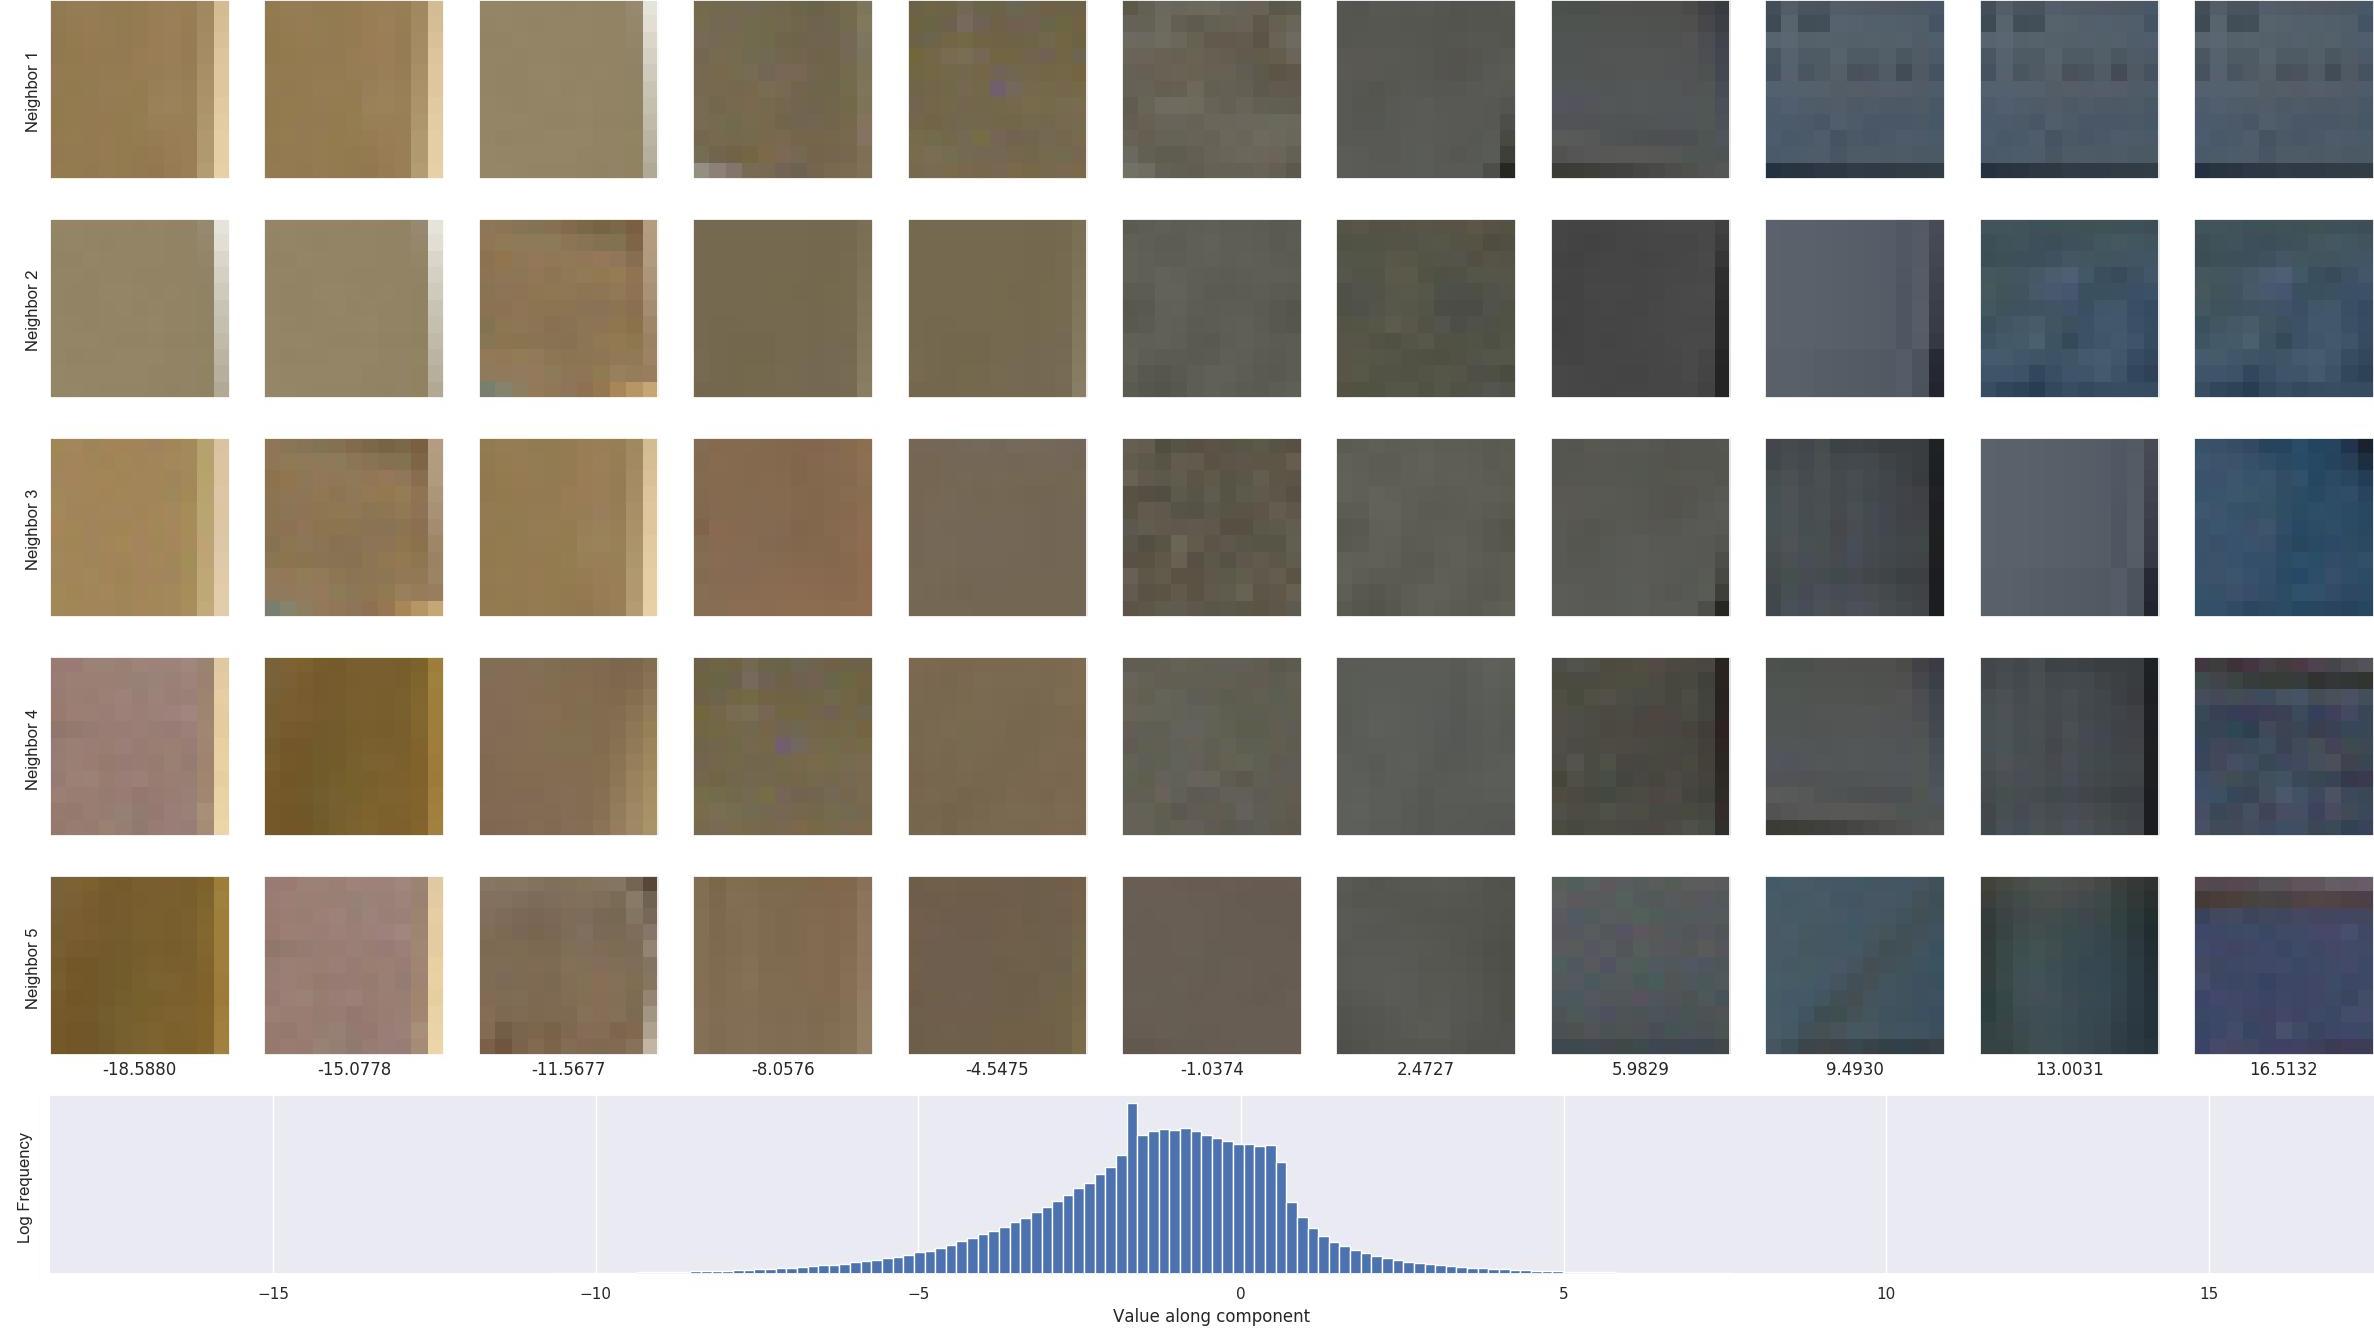 Neighbor 1
Neighbor 2
Neighbor 3
Neighbor 4
Neighbor 5
-18.5880 -15.0778 -11.5677 -8.0576 -4.5475 -1.0374 2.4727 5.9829 9.4930 13.0031 16.5132
Log Frequency
−15 −10 −5 0 5 10 15
Value along component